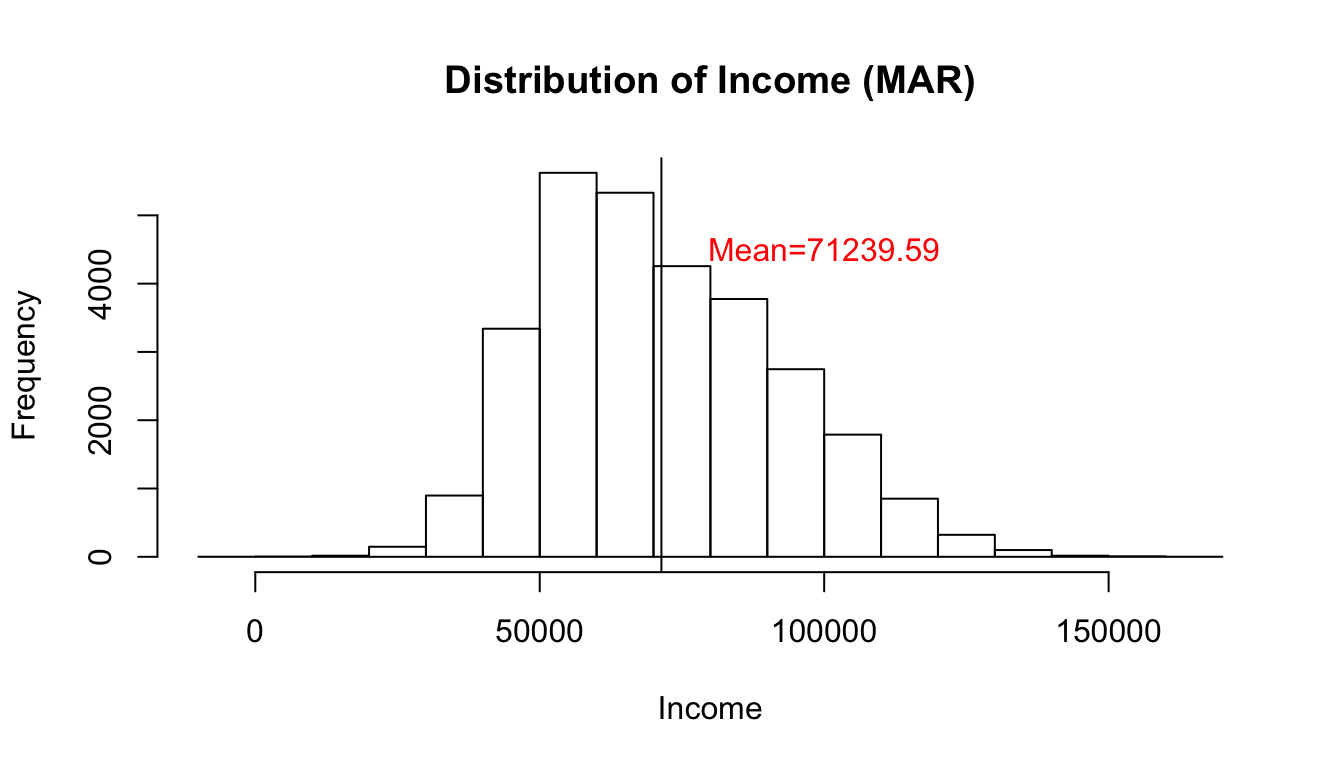 Distribution of Income (MAR)
Mean=71239.59
Frequency
4000
2000
0
0 50000 100000 150000
Income